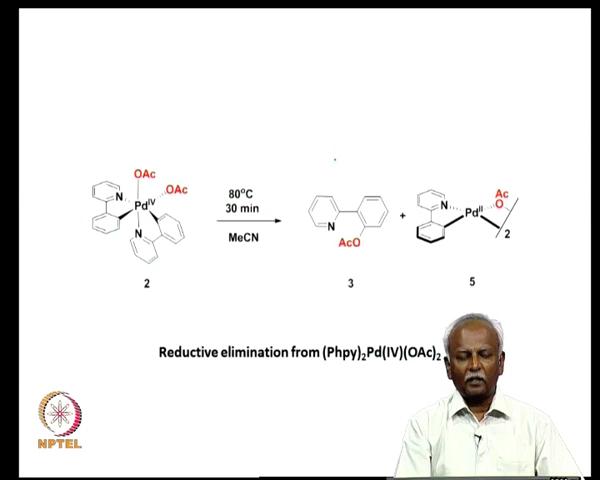 OAc
OAc
N
Pd^IV
N
2
80°C
30 min
MeCN
N
AcO
3
+
Ac
O
N
Pd^II
2
5
Reductive elimination from (Phpy)₂Pd(IV)(OAc)₂
NPTEL